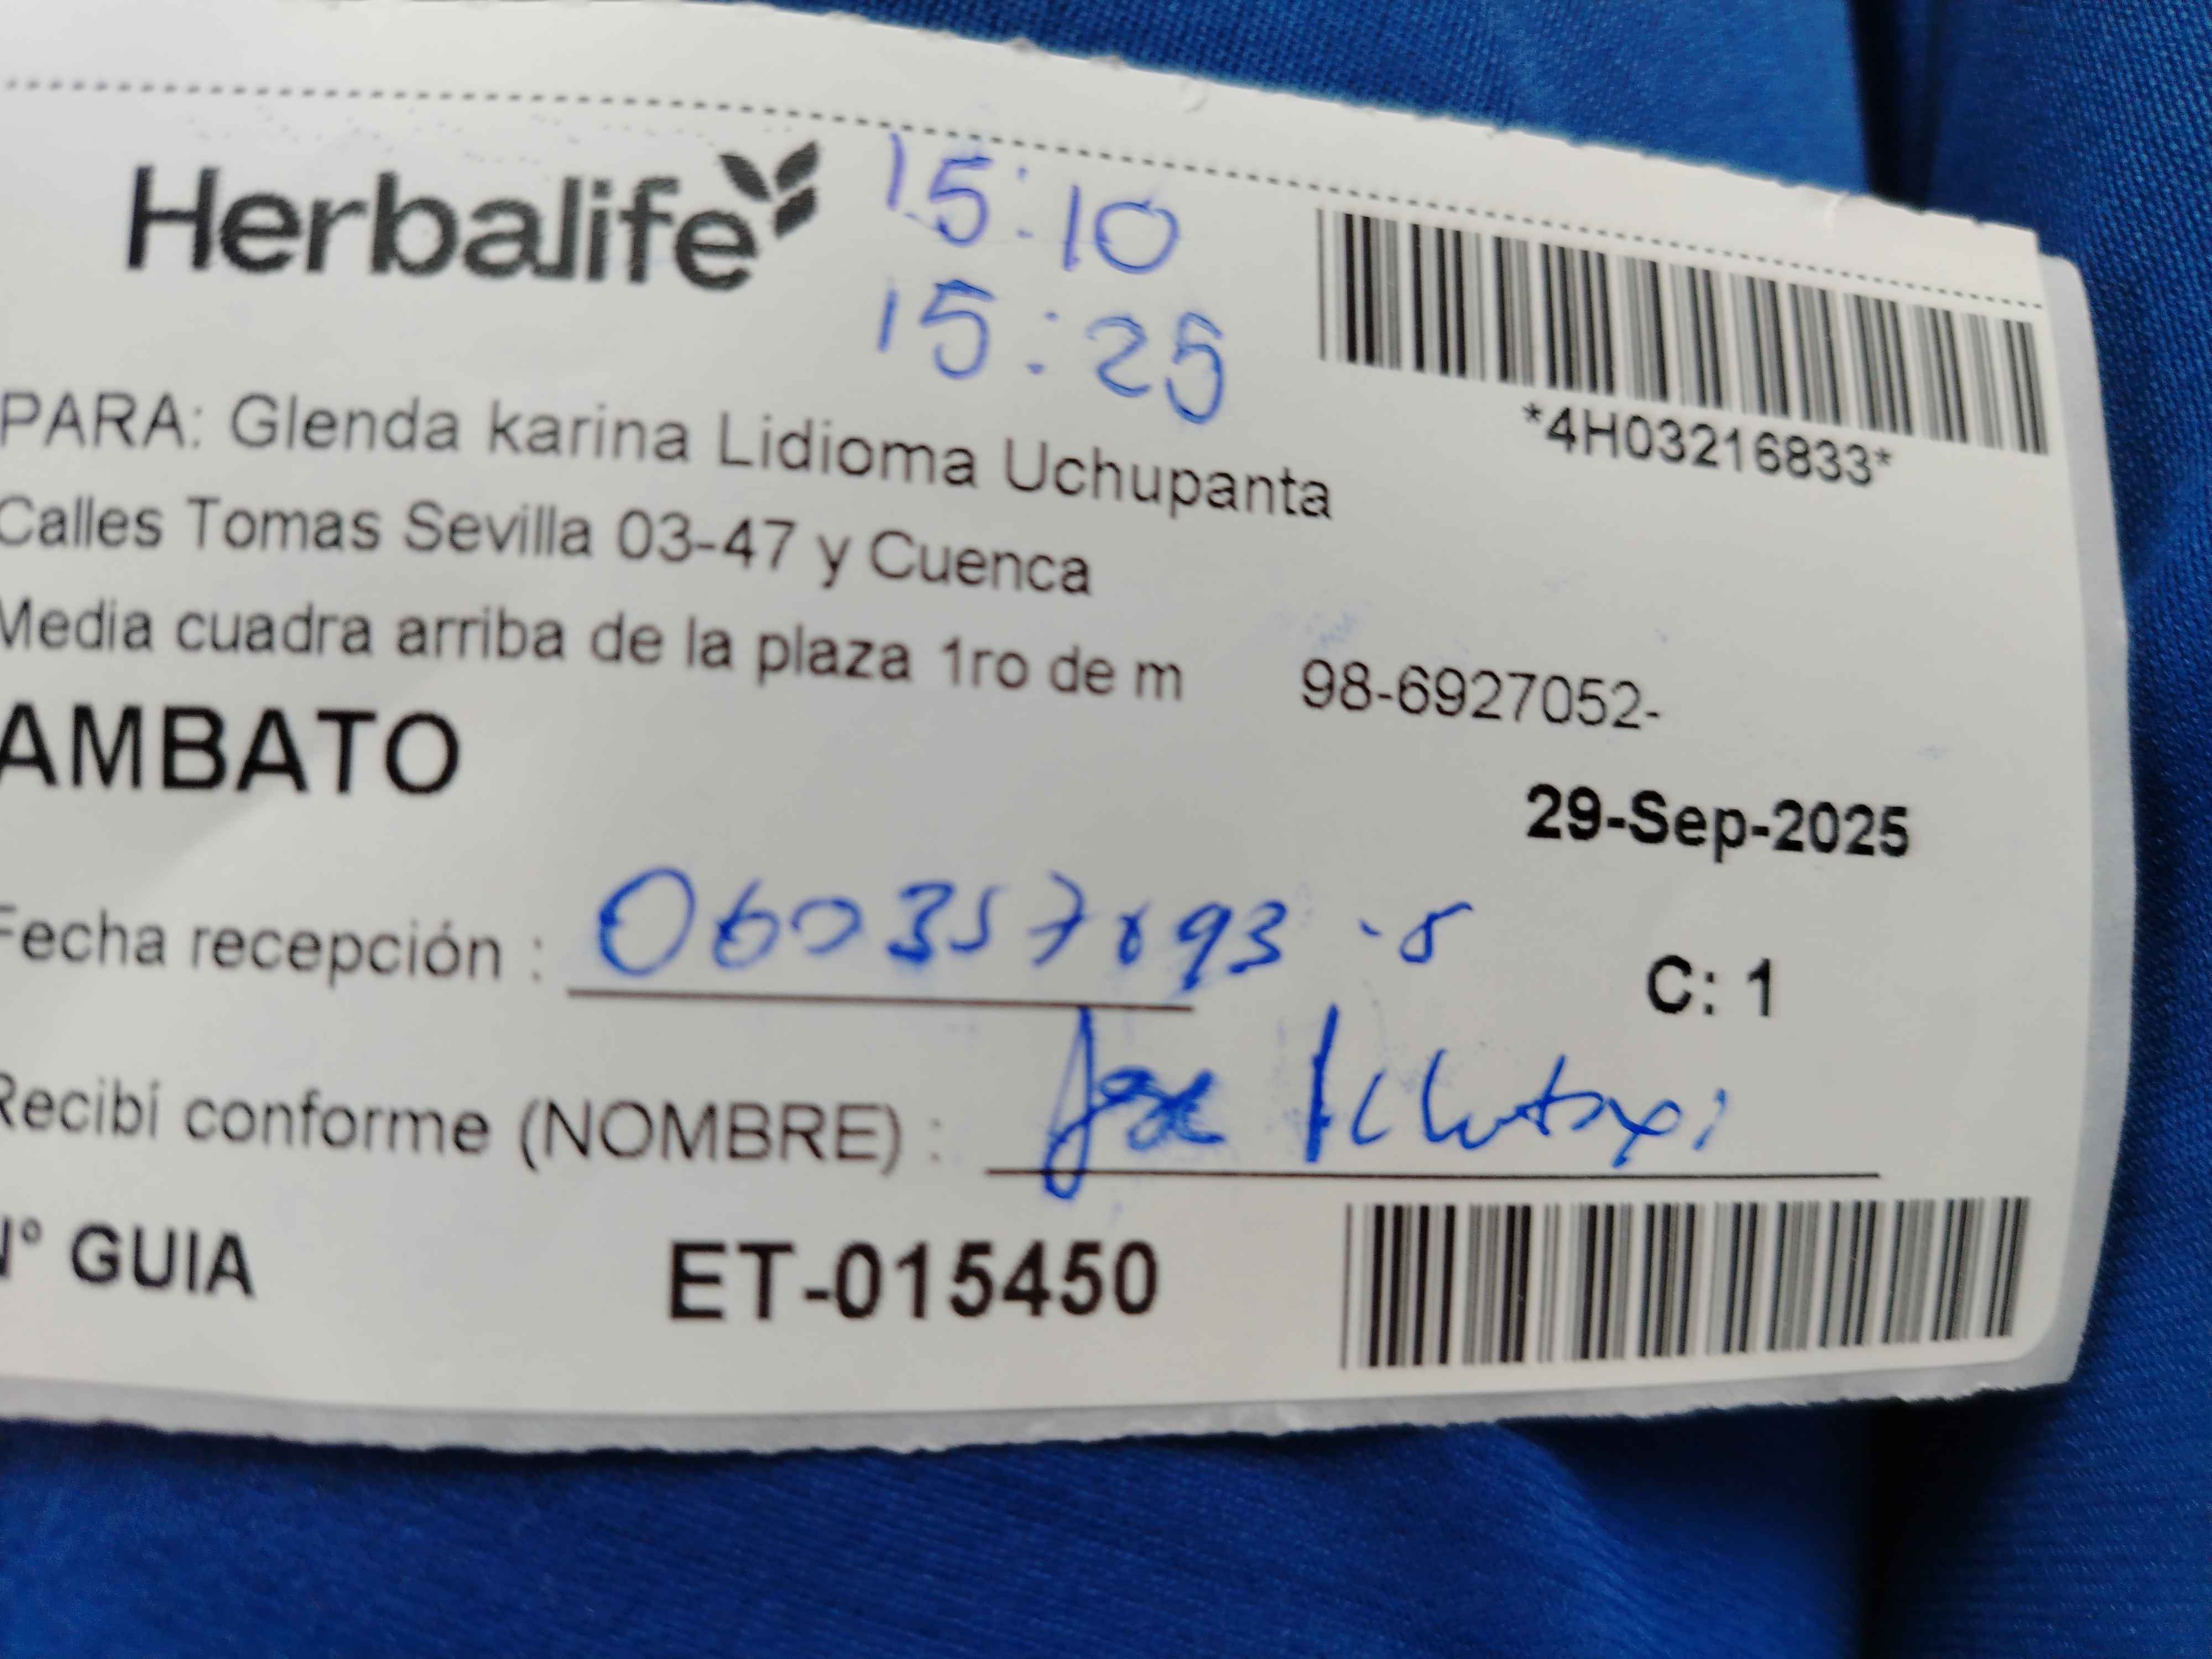 Herbalife
15:10
15:25
*4H03216833*
PARA: Glenda karina Lidioma Uchupanta
Calles Tomas Sevilla 03-47 y Cuenca
Media cuadra arriba de la plaza 1ro de m 98-6927052-
AMBATO
29-Sep-2025
Fecha recepción :
C: 1
Recibí conforme (NOMBRE) : Jose
N° GUIA ET-015450